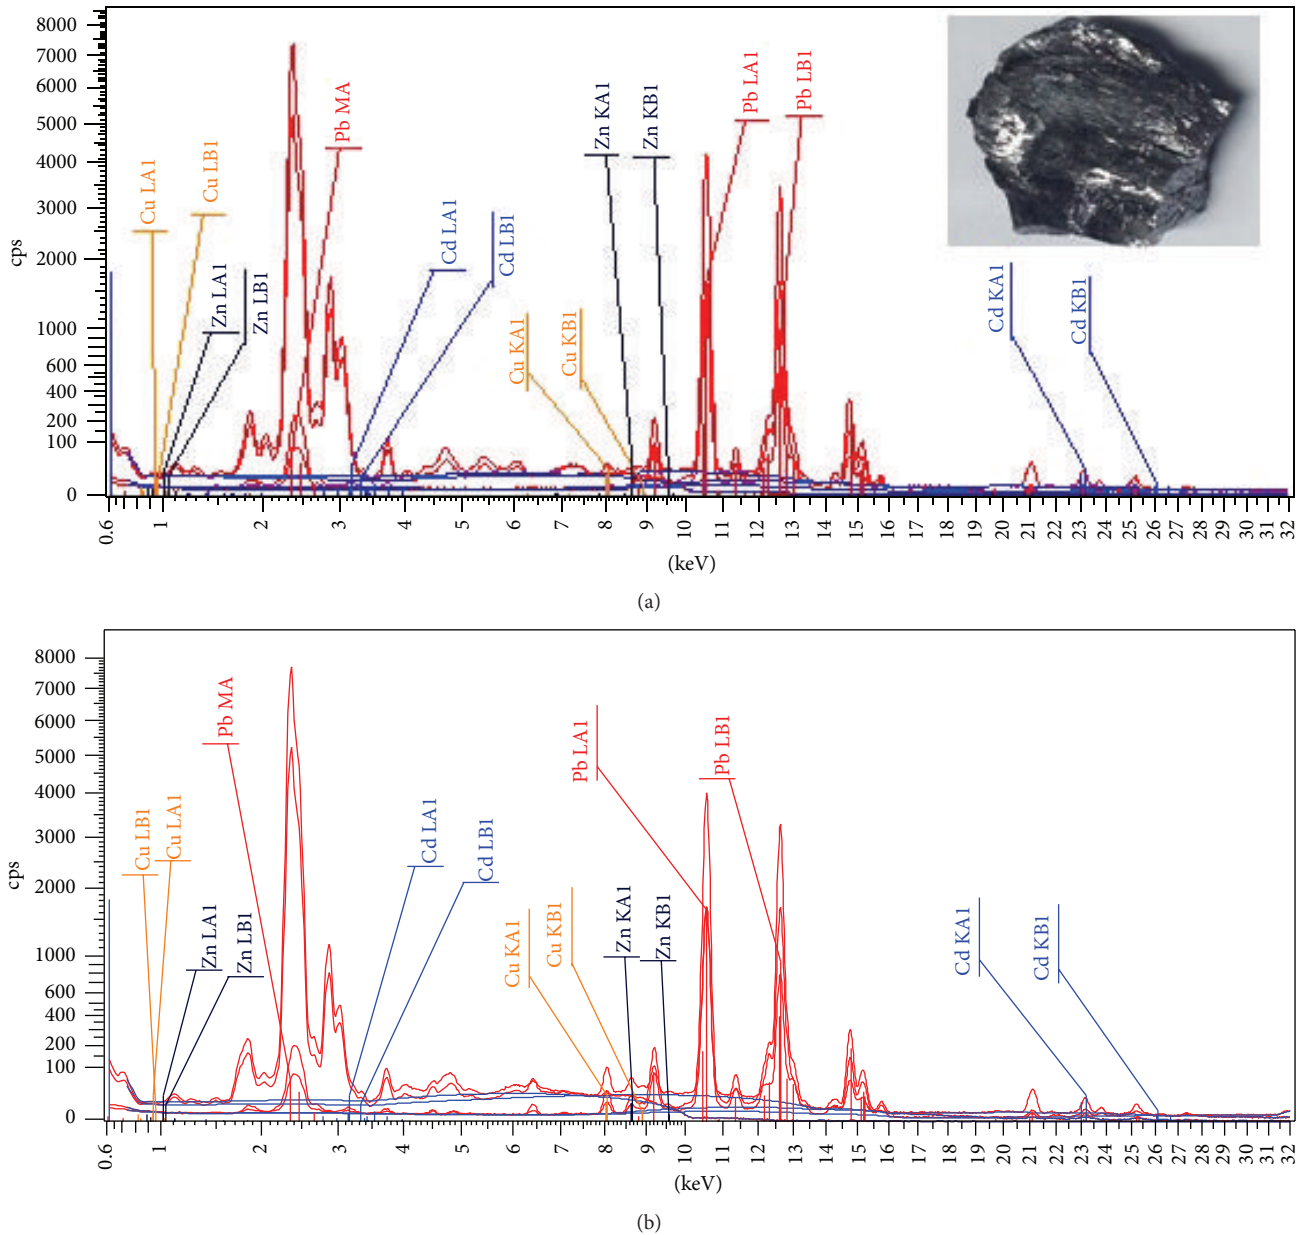 8000
7000
6000
5000
4000
3000
2000
1000
600
400
200
100
0
cps
Cu LA1
Cu LB1
Zn LA1
Zn LB1
Pb MA
Cd LA1
Cd LB1
Cu KA1
Cu KB1
Zn KA1
Zn KB1
Pb LA1
Pb LB1
Cd KA1
Cd KB1
0.6 1 2 3 4 5 6 7 8 9 10 11 12 13 14 15 16 17 18 19 20 21 22 23 24 25 26 27 28 29 30 31 32
(keV)
(a)
8000
7000
6000
5000
4000
3000
2000
1000
600
400
200
100
0
cps
Cu LB1
Cu LA1
Zn LA1
Zn LB1
Pb MA
Cd LA1
Cd LB1
Cu KA1
Cu KB1
Zn KA1
Zn KB1
Pb LA1
Pb LB1
Cd KA1
Cd KB1
0.6 1 2 3 4 5 6 7 8 9 10 11 12 13 14 15 16 17 18 19 20 21 22 23 24 25 26 27 28 29 30 31 32
(keV)
(b)